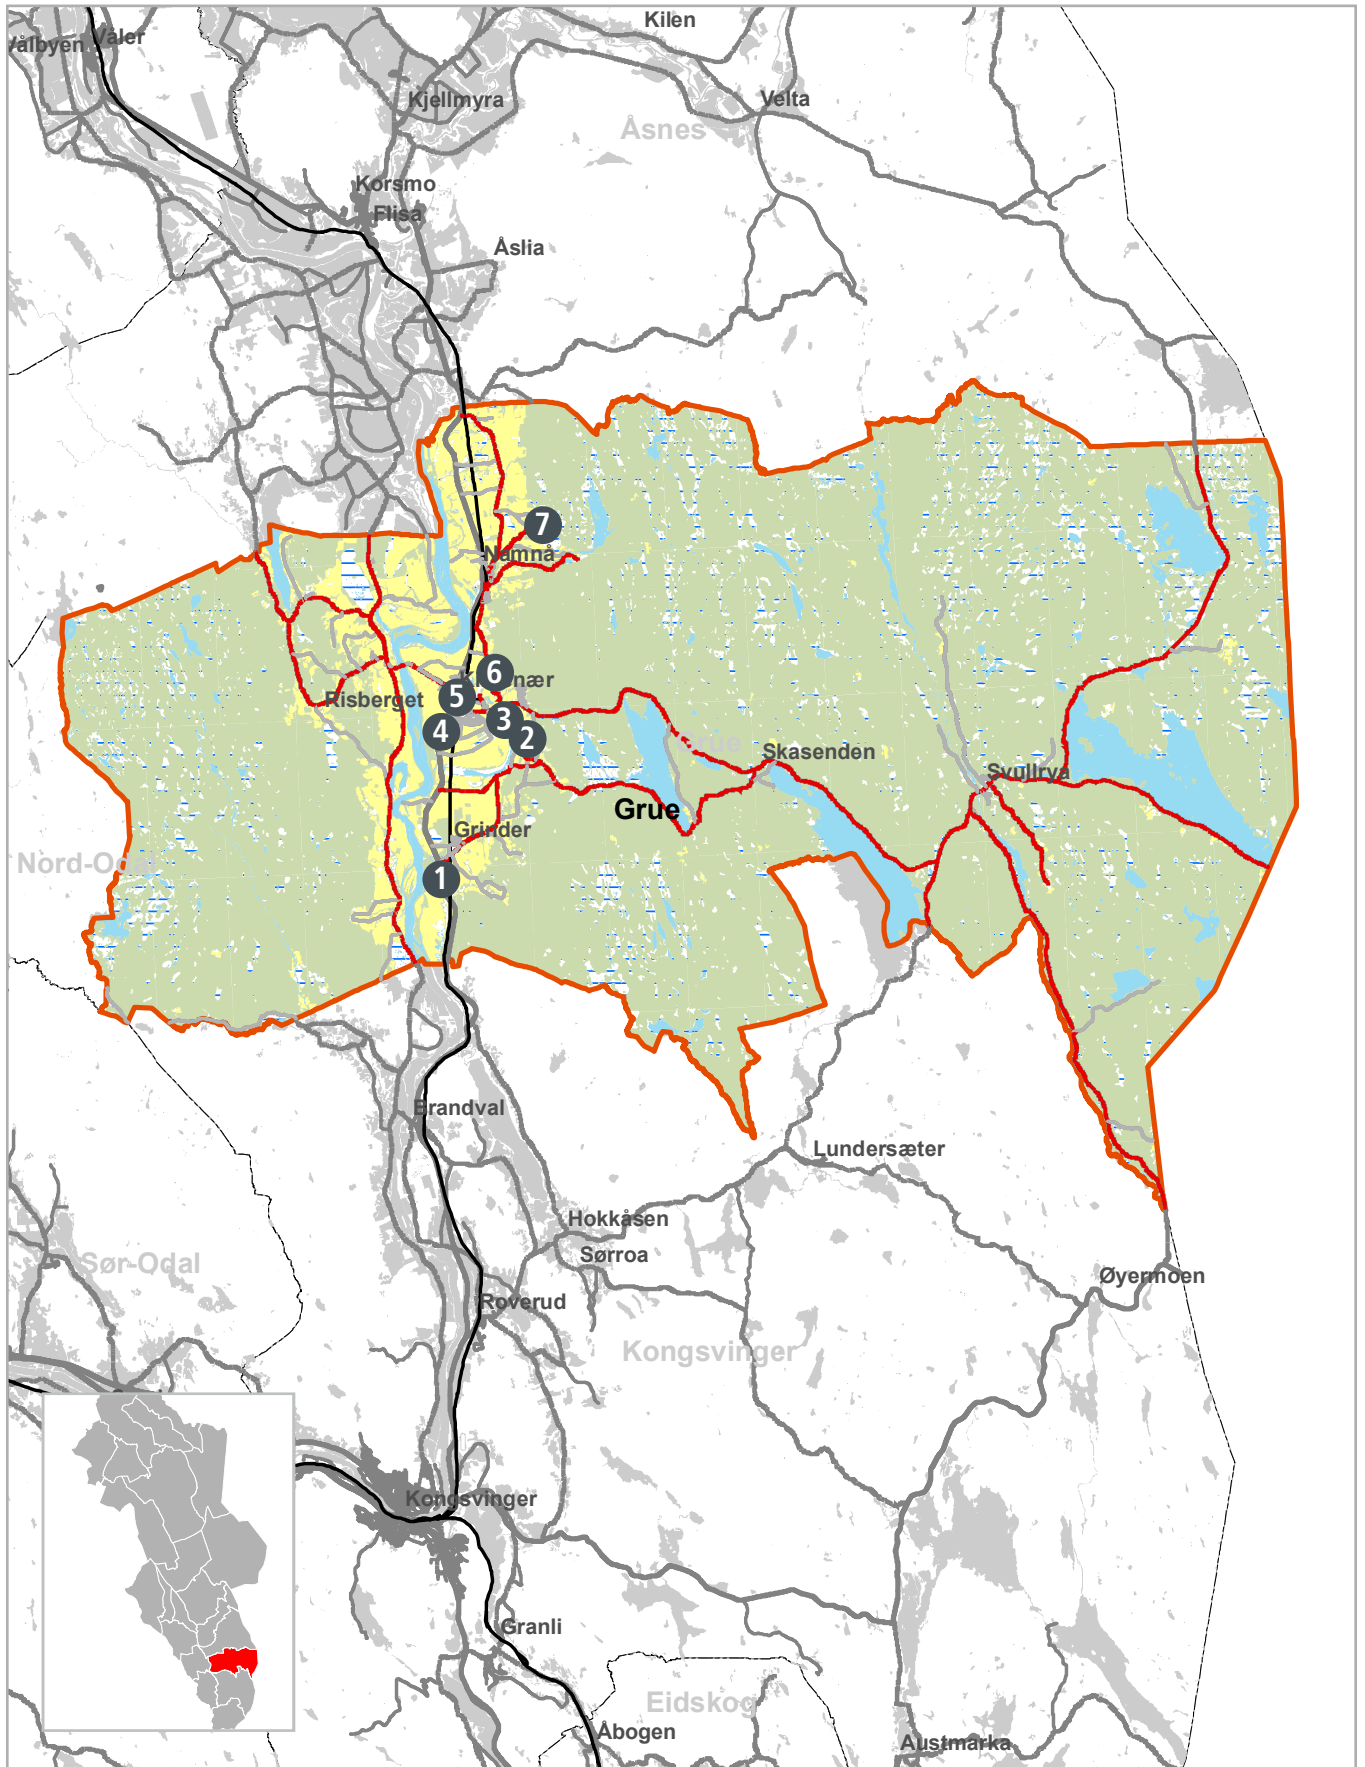 Kilen
Våler
Kjellmyra
Velta
Åsnes
Korsmo
Flisa
Åslia
7
Namnå
6
5
Risberget
3
4
2
Grue
Skasenden
Svullrya
Grue
Grinder
Nord-Odal
1
Brandval
Lundersæter
Hokkåsen
Sørroa
Sør-Odal
Øyermoen
Roverud
Kongsvinger
Kongsvinger
Granli
Eidskog
Åbogen
Austmarka